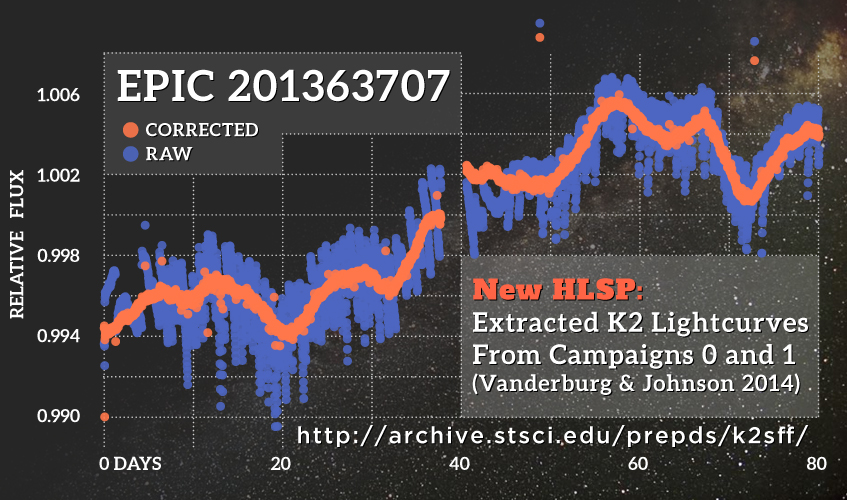 EPIC 201363707
CORRECTED
RAW
RELATIVE FLUX
1.006
1.002
0.998
0.994
0.990
New HLSP:
Extracted K2 Lightcurves
From Campaigns 0 and 1
(Vanderburg & Johnson 2014)
http://archive.stsci.edu/prepds/k2sff/
0 DAYS 20 40 60 80